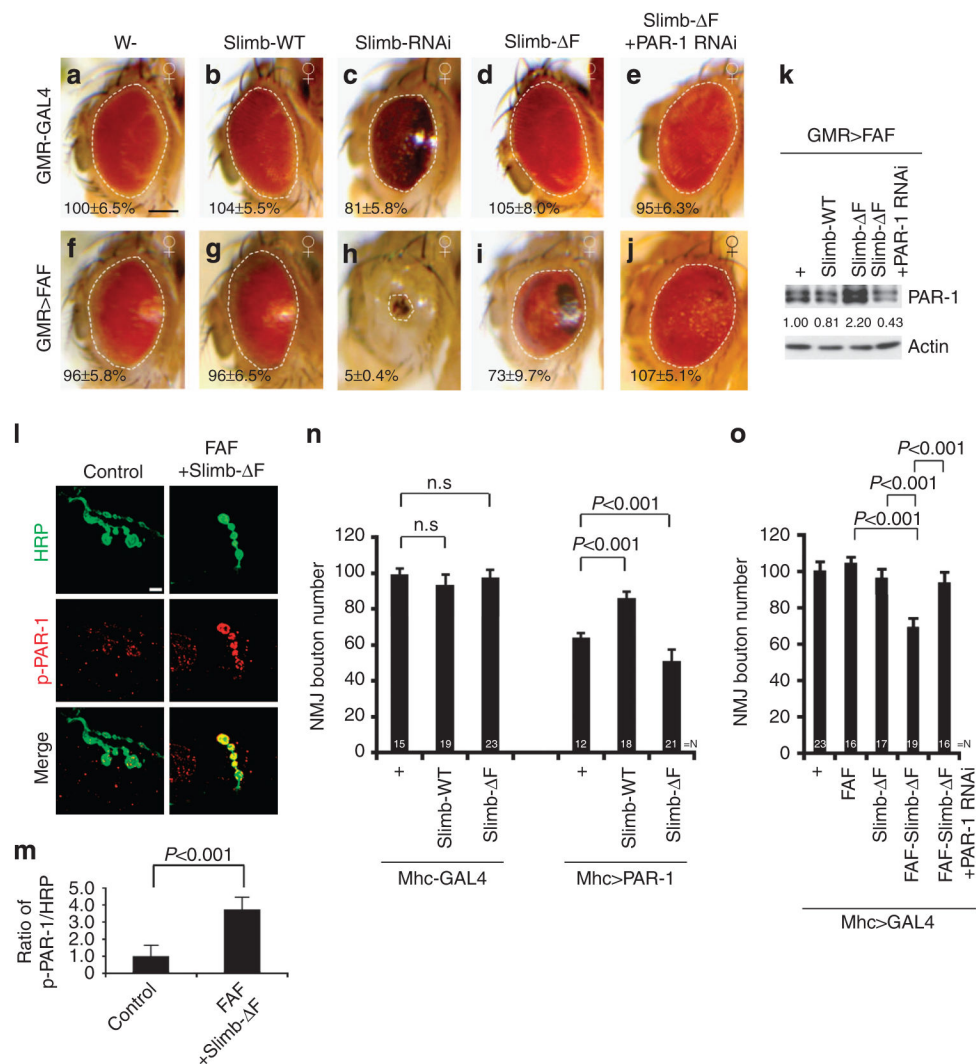 W-
Slimb-WT
Slimb-RNAi
Slimb-ΔF
Slimb-ΔF
+PAR-1 RNAi
GMR-GAL4
a ♀
100±6.5%
b ♀
104±5.5%
c ♀
81±5.8%
d ♀
105±8.0%
e ♀
95±6.3%
GMR>FAF
f ♀
96±5.8%
g ♀
96±6.5%
h ♀
5±0.4%
i ♀
73±9.7%
j ♀
107±5.1%
k
GMR>FAF
+
Slimb-WT
Slimb-ΔF
Slimb-ΔF
+PAR-1 RNAi
PAR-1
1.00 0.81 2.20 0.43
Actin
l
Control
FAF
+Slimb-ΔF
HRP
p-PAR-1
Merge
m
P<0.001
Ratio of
p-PAR-1/HRP
5.0
4.0
3.0
2.0
1.0
0
Control
FAF
+Slimb-ΔF
n
n.s
n.s
P<0.001
P<0.001
NMJ bouton number
120
100
80
60
40
20
0
15 19 23 12 18 21 =N
+
Slimb-WT
Slimb-ΔF
+
Slimb-WT
Slimb-ΔF
Mhc-GAL4
Mhc>PAR-1
o
P<0.001
P<0.001
P<0.001
NMJ bouton number
120
100
80
60
40
20
0
23 16 17 19 16 =N
+
FAF
Slimb-ΔF
FAF-Slimb-ΔF
FAF-Slimb-ΔF
+PAR-1 RNAi
Mhc>GAL4